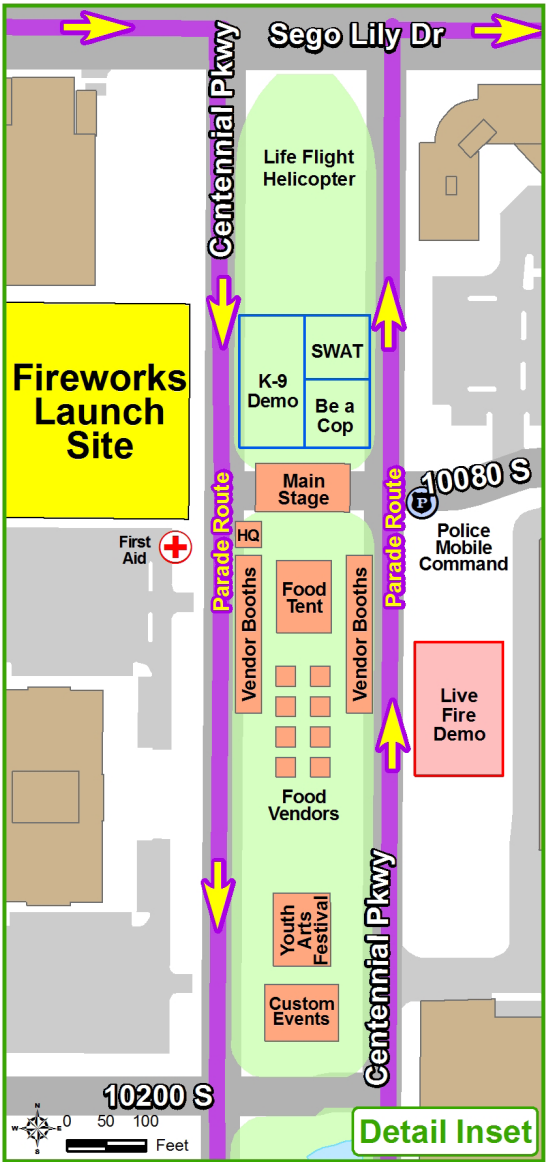 Sego Lily Dr
Centennial Pkwy
Life Flight
Helicopter
SWAT
K-9
Demo
Be a
Cop
Fireworks
Launch
Site
Main
Stage
10080 S
P
Police
Mobile
Command
Parade Route
Parade Route
First
Aid
HQ
Food
Tent
Vendor Booths
Vendor Booths
Live
Fire
Demo
Food
Vendors
Youth
Arts
Festival
Custom
Events
Centennial Pkwy
10200 S
N
W
E
S
0 50 100
Feet
Detail Inset